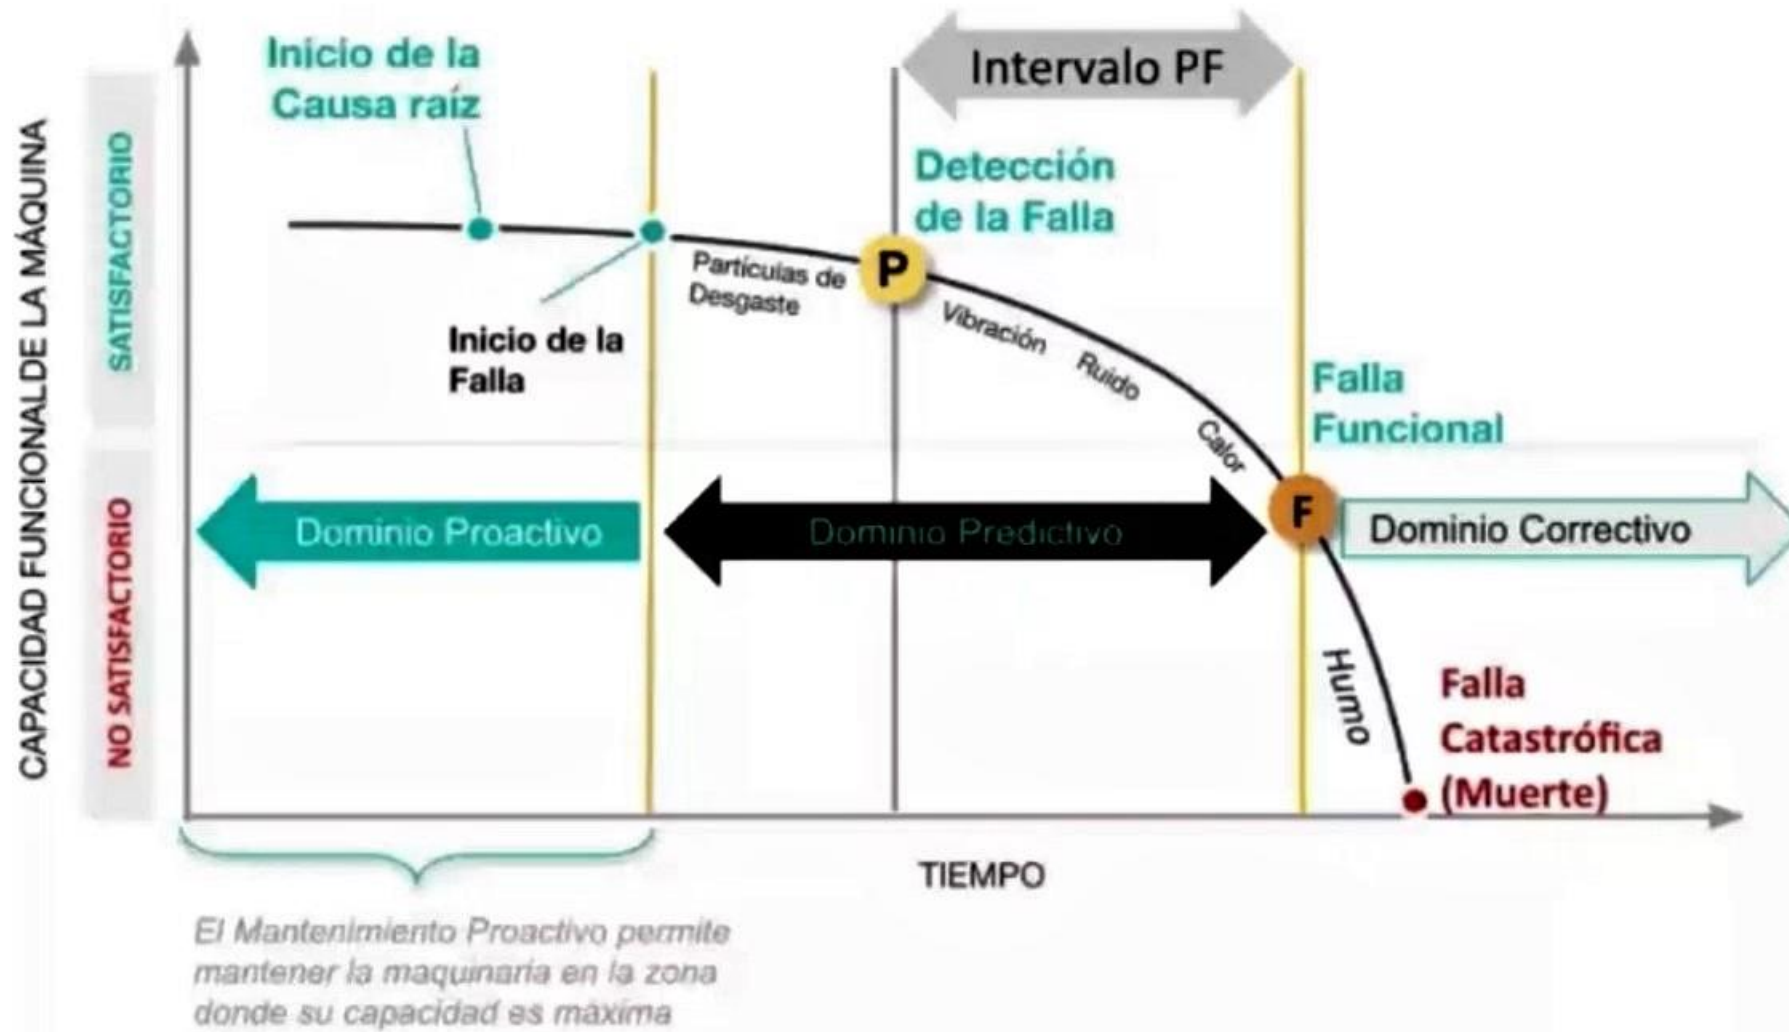 Inicio de la
Causa raíz
Intervalo PF
Detección
de la Falla
CAPACIDAD FUNCIONALDE LA MÁQUINA
SATISFACTORIO
NO SATISFACTORIO
Partículas de
Desgaste
P
Inicio de la
Falla
Vibración
Ruido
Calor
Falla
Funcional
Dominio Proactivo
Dominio Predictivo
F
Dominio Correctivo
Humo
Falla
Catastrófica
(Muerte)
TIEMPO
El Mantenimiento Proactivo permite
mantener la maquinaria en la zona
donde su capacidad es máxima